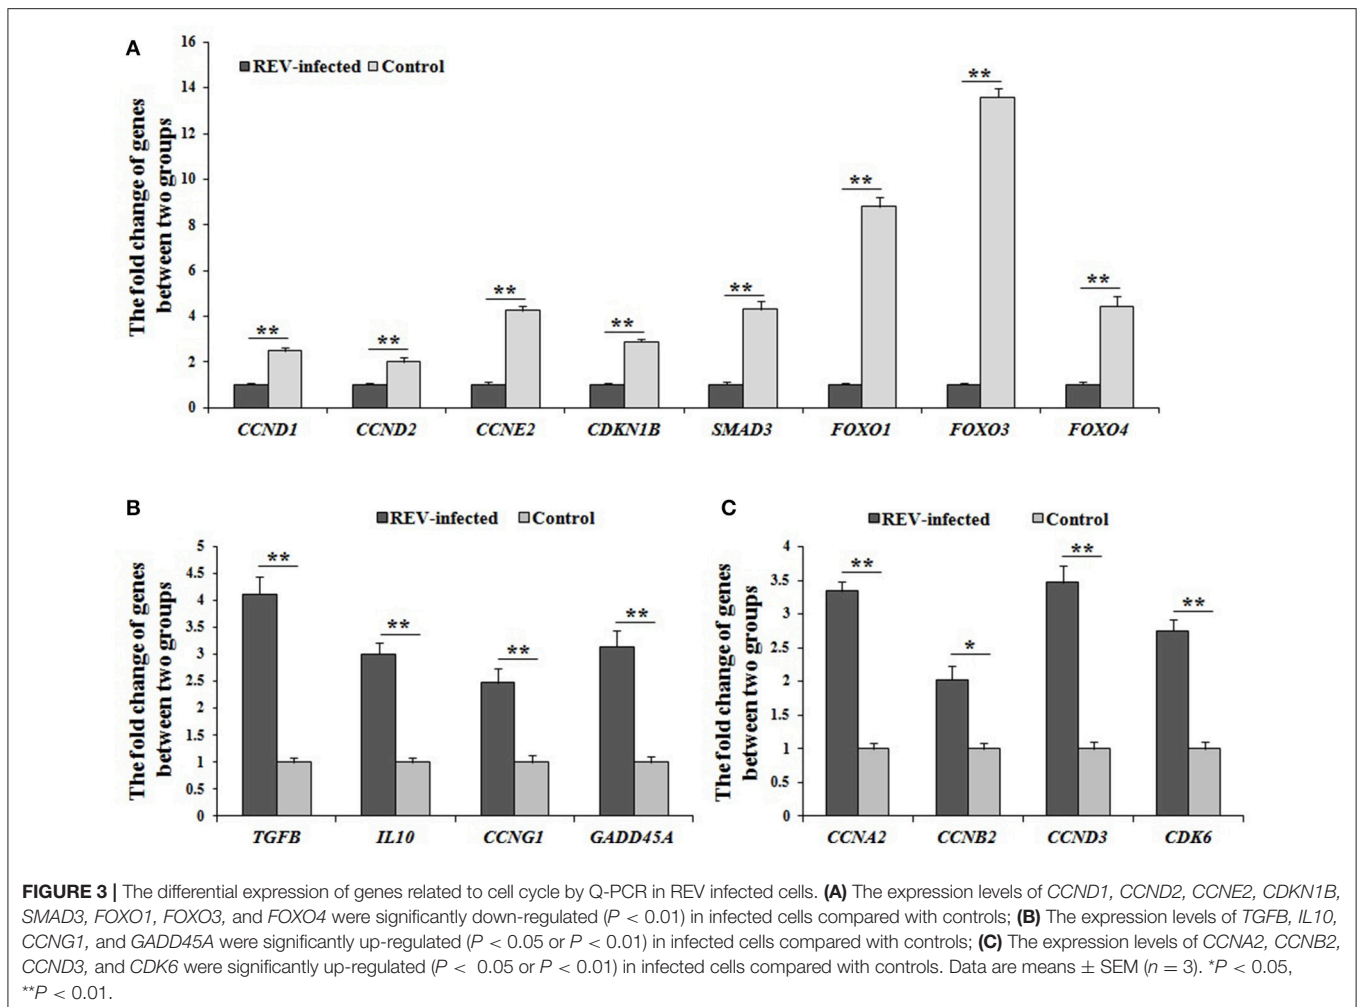 A
REV-infected Control
The fold change of genes
between two groups
16
14
12
10
8
6
4
2
0
** ** ** ** ** ** ** **
CCND1 CCND2 CCNE2 CDKN1B SMAD3 FOXO1 FOXO3 FOXO4
B
REV-infected Control
The fold change of genes
between two groups
5
4.5
4
3.5
3
2.5
2
1.5
1
0.5
0
** ** ** **
TGFB IL10 CCNG1 GADD45A
C
REV-infected Control
The fold change of genes
between two groups
4
3.5
3
2.5
2
1.5
1
0.5
0
** * ** **
CCNA2 CCNB2 CCND3 CDK6
FIGURE 3 | The differential expression of genes related to cell cycle by Q-PCR in REV infected cells. (A) The expression levels of CCND1, CCND2, CCNE2, CDKN1B,
SMAD3, FOXO1, FOXO3, and FOXO4 were significantly down-regulated (P < 0.01) in infected cells compared with controls; (B) The expression levels of TGFB, IL10,
CCNG1, and GADD45A were significantly up-regulated (P < 0.05 or P < 0.01) in infected cells compared with controls; (C) The expression levels of CCNA2, CCNB2,
CCND3, and CDK6 were significantly up-regulated (P < 0.05 or P < 0.01) in infected cells compared with controls. Data are means ± SEM (n = 3). *P < 0.05,
**P < 0.01.